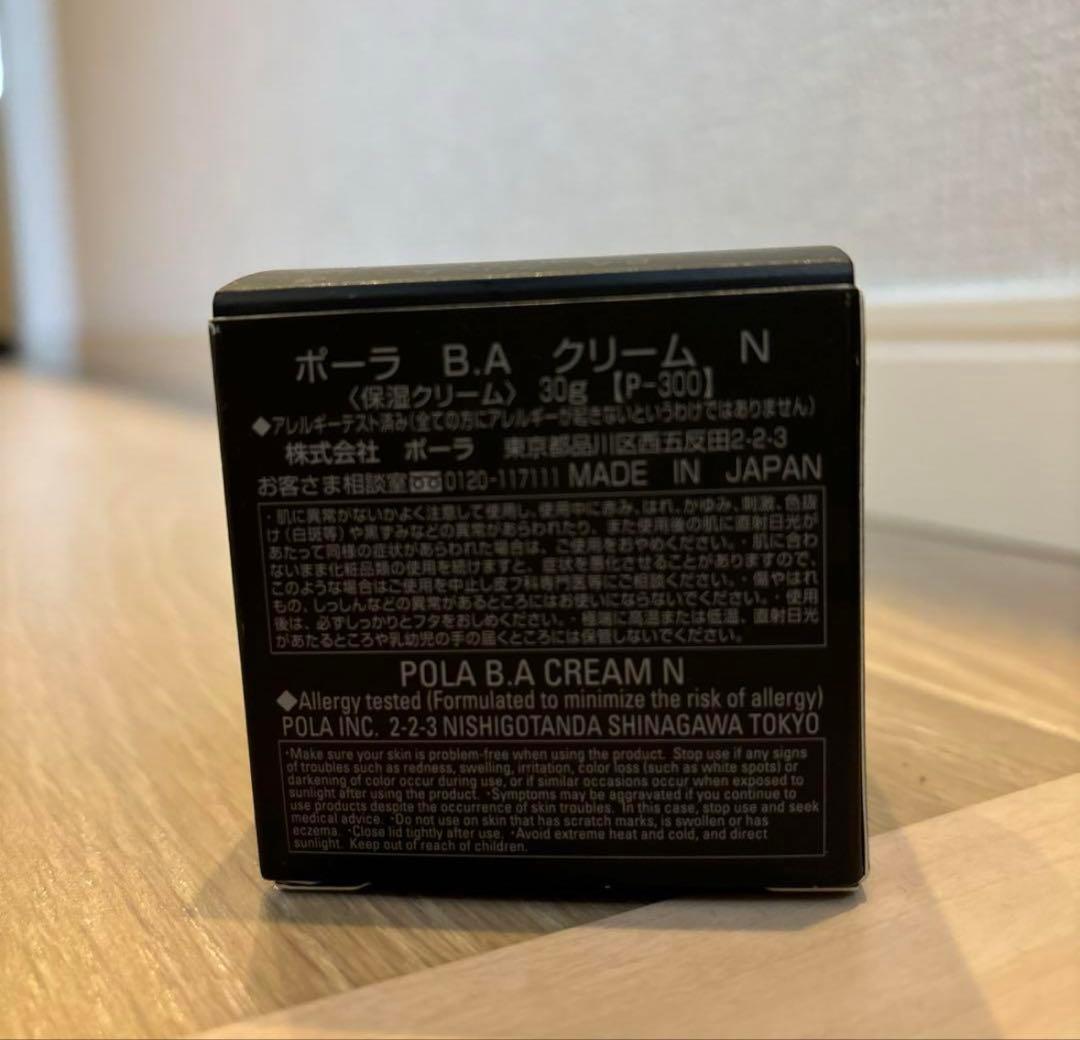 ポーラ B.A クリーム N
〈保湿クリーム〉 30g 【P-300】
◆アレルギーテスト済み(全ての方にアレルギーが起きないというわけではありません)
株式会社 ポーラ 東京都品川区西五反田2-2-3
お客さま相談室 0120-117111 MADE IN JAPAN
・肌に異常がないかよく注意して使用し、使用中に赤み、はれ、かゆみ、刺激、色抜
け(白斑等)や黒ずみなどの異常があらわれたり、また使用後の肌に直射日光が
あたって同様の症状があらわれた場合は、ご使用をおやめください。・肌に合わ
ないまま化粧品類の使用を続けますと、症状を悪化させることがありますので、
このような場合はご使用を中止し皮フ科専門医等にご相談ください。・傷やはれ
もの、しっしんなどの異常があるところにはお使いにならないでください。・使用
後は、必ずしっかりとフタをおしめください。・極端に高温または低温、直射日光
があたるところや乳幼児の手の届くところには保管しないでください。
POLA B.A CREAM N
◆Allergy tested (Formulated to minimize the risk of allergy)
POLA INC. 2-2-3 NISHIGOTANDA SHINAGAWA TOKYO
・Make sure your skin is problem-free when using the product. Stop use if any signs
of troubles such as redness, swelling, irritation, color loss (such as white spots) or
darkening of color occur during use, or if similar occasions occur when exposed to
sunlight after using the product. ・Symptoms may be aggravated if you continue to
use products despite the occurrence of skin troubles. In this case, stop use and seek
medical advice. ・Do not use on skin that has scratch marks, is swollen or has
eczema. ・Close lid tightly after use. ・Avoid extreme heat and cold, and direct
sunlight. Keep out of reach of children.